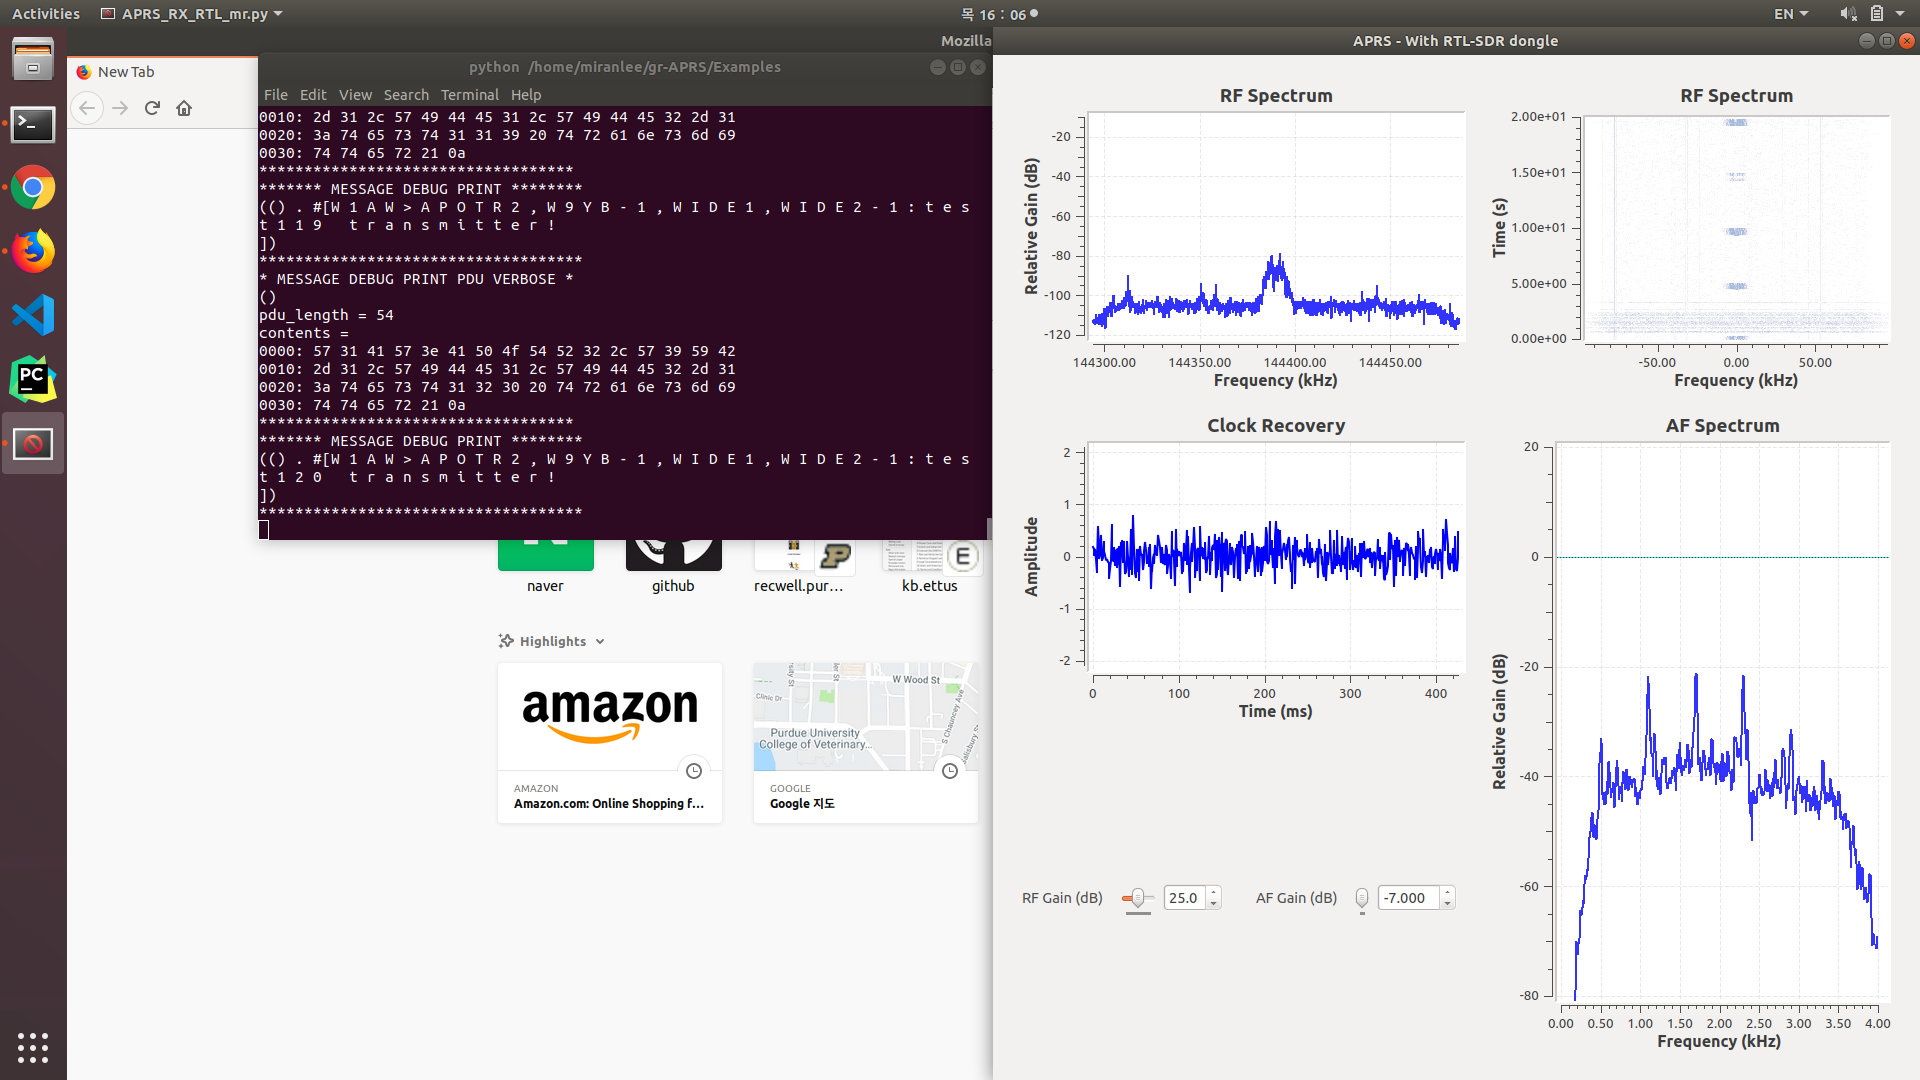 Activities
APRS_RX_RTL_mr.py
목 16 : 06
EN
Mozilla
New Tab
python /home/miranlee/gr-APRS/Examples
File Edit View Search Terminal Help
0010: 2d 31 2c 57 49 44 45 31 2c 57 49 44 45 32 2d 31
0020: 3a 74 65 73 74 31 31 39 20 74 72 61 6e 73 6d 69
0030: 74 74 65 72 21 0a
***********************************
******* MESSAGE DEBUG PRINT ********
(() . #[W 1 A W > A P O T R 2 , W 9 Y B - 1 , W I D E 1 , W I D E 2 - 1 : t e s
t 1 1 9   t r a n s m i t t e r !
])
************************************
* MESSAGE DEBUG PRINT PDU VERBOSE *
()
pdu_length = 54
contents =
0000: 57 31 41 57 3e 41 50 4f 54 52 32 2c 57 39 59 42
0010: 2d 31 2c 57 49 44 45 31 2c 57 49 44 45 32 2d 31
0020: 3a 74 65 73 74 31 32 30 20 74 72 61 6e 73 6d 69
0030: 74 74 65 72 21 0a
***********************************
******* MESSAGE DEBUG PRINT ********
(() . #[W 1 A W > A P O T R 2 , W 9 Y B - 1 , W I D E 1 , W I D E 2 - 1 : t e s
t 1 2 0   t r a n s m i t t e r !
])
************************************
naver
github
recwell.pur...
E
kb.ettus
Highlights
amazon
AMAZON
Amazon.com: Online Shopping f...
W Wood St
Clinic Dr
S Chauncey Ave
Purdue University
College of Veterinary...
GOOGLE
Google 지도
PC
APRS - With RTL-SDR dongle
RF Spectrum
Relative Gain (dB)
-20
-40
-60
-80
-100
-120
144300.00 144350.00 144400.00 144450.00
Frequency (kHz)
RF Spectrum
Time (s)
2.00e+01
1.50e+01
1.00e+01
5.00e+00
0.00e+00
-50.00 0.00 50.00
Frequency (kHz)
Clock Recovery
Amplitude
2
1
0
-1
-2
0 100 200 300 400
Time (ms)
AF Spectrum
Relative Gain (dB)
20
0
-20
-40
-60
-80
0.00 0.50 1.00 1.50 2.00 2.50 3.00 3.50 4.00
Frequency (kHz)
RF Gain (dB) 25.0
AF Gain (dB) -7.000